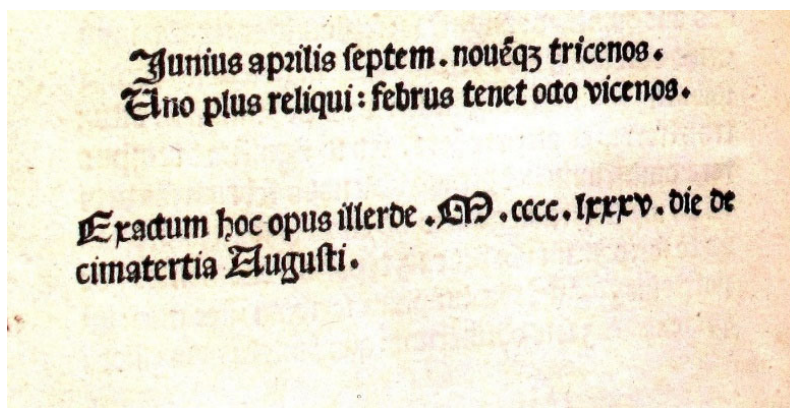 Junius aprilis ſeptem. nouẽqꝫ tricenos.
Uno plus reliqui: februs tenet octo vicenos.
Exactum hoc opus illerde .M. cccc. lxxxv. die de
cimatertia Auguſti.